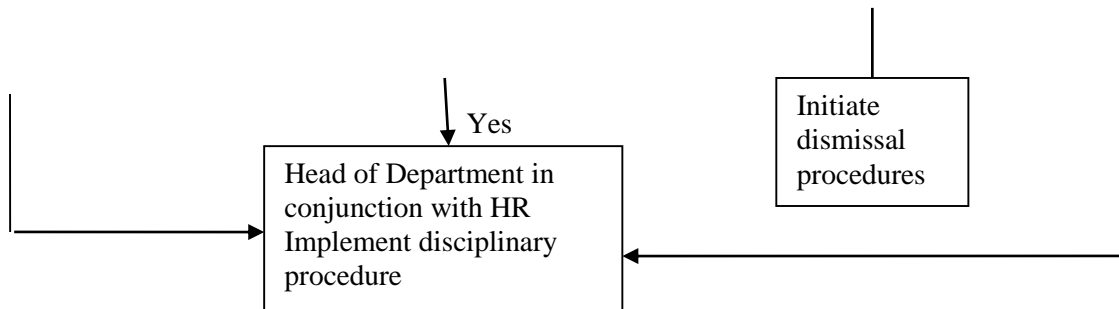 Yes
Head of Department in
conjunction with HR
Implement disciplinary
procedure
Initiate
dismissal
procedures